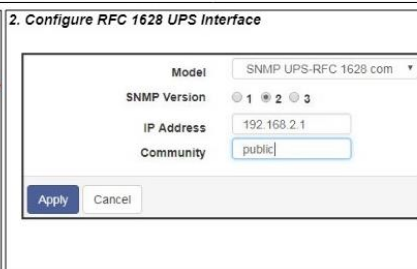 2. Configure RFC 1628 UPS Interface
Model SNMP UPS-RFC 1628 com
SNMP Version 1 2 3
IP Address 192.168.2.1
Community public
Apply Cancel